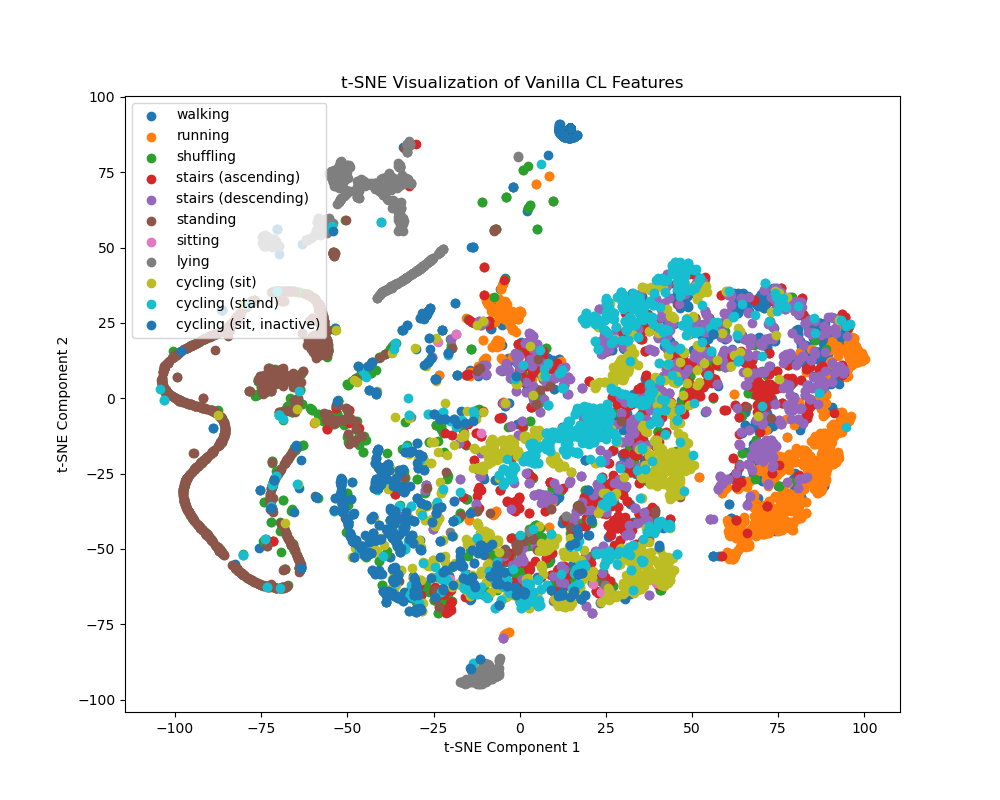 t-SNE Visualization of Vanilla CL Features
100
75
50
25
0
−25
−50
−75
−100
t-SNE Component 2
walking
running
shuffling
stairs (ascending)
stairs (descending)
standing
sitting
lying
cycling (sit)
cycling (stand)
cycling (sit, inactive)
−100
−75
−50
−25
0
25
50
75
100
t-SNE Component 1